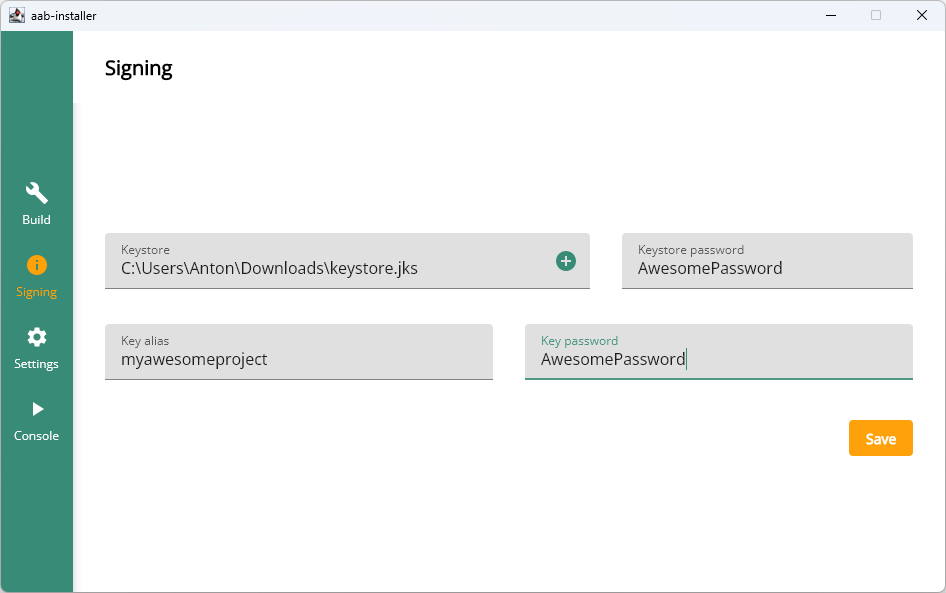 aab-installer
Signing
Build
Signing
Settings
Console
Keystore
C:\Users\Anton\Downloads\keystore.jks
Keystore password
AwesomePassword
Key alias
myawesomeproject
Key password
AwesomePassword
Save